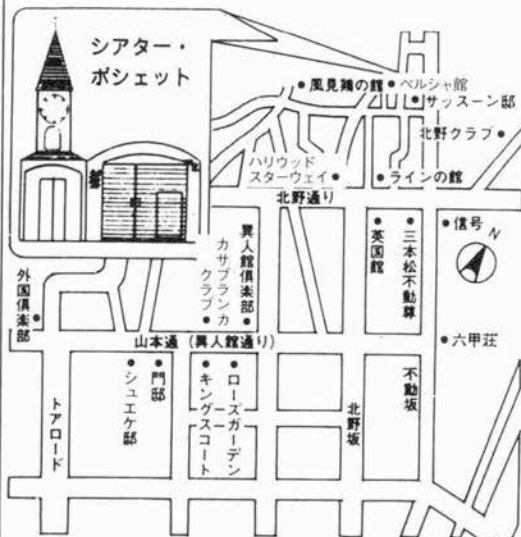 シアター・
ポシェット
風見鶏の館
ペルシャ館
サッスーン邸
北野クラブ
ハリウッド
スターウェイ
ラインの館
北野通り
外国倶楽部
カサブランカ
クラブ
異人館倶楽部
英国館
三本松不動尊
信号
N
山本通(異人館通り)
六甲荘
トアロード
シュエケ邸
門邸
キングスコート
ローズガーデン
北野坂
不動坂